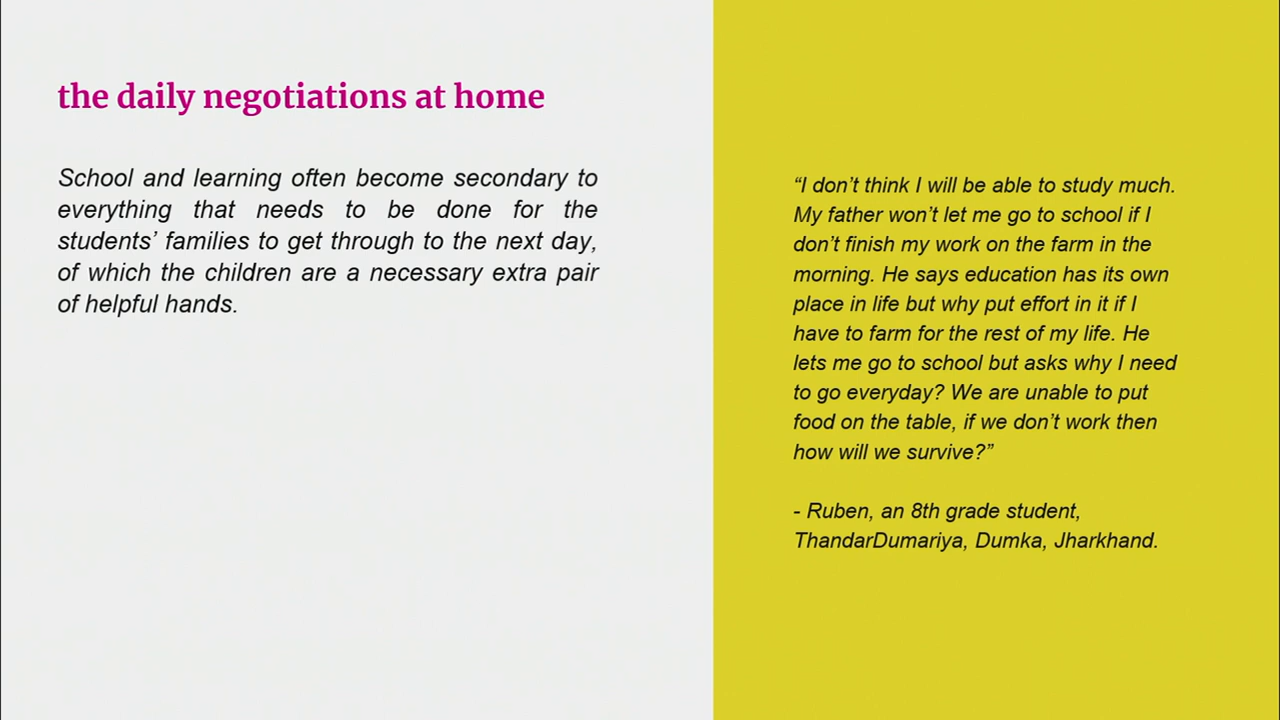 the daily negotiations at home
School and learning often become secondary to
everything that needs to be done for the
students’ families to get through to the next day,
of which the children are a necessary extra pair
of helpful hands.
“I don’t think I will be able to study much.
My father won’t let me go to school if I
don’t finish my work on the farm in the
morning. He says education has its own
place in life but why put effort in it if I
have to farm for the rest of my life. He
lets me go to school but asks why I need
to go everyday? We are unable to put
food on the table, if we don’t work then
how will we survive?”
- Ruben, an 8th grade student,
ThandarDumariya, Dumka, Jharkhand.